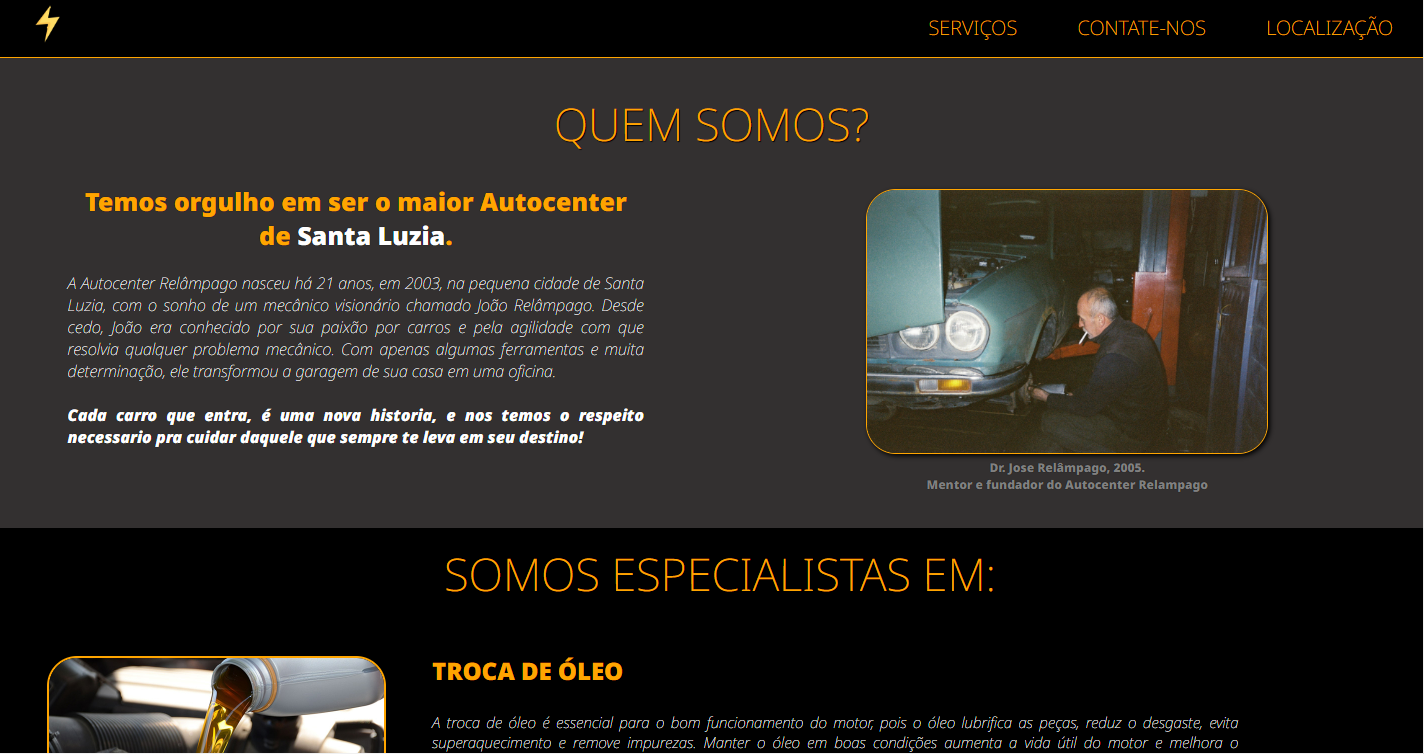 SERVIÇOS
CONTATE-NOS
LOCALIZAÇÃO
QUEM SOMOS?
Temos orgulho em ser o maior Autocenter
de Santa Luzia.
A Autocenter Relâmpago nasceu há 21 anos, em 2003, na pequena cidade de Santa
Luzia, com o sonho de um mecânico visionário chamado João Relâmpago. Desde
cedo, João era conhecido por sua paixão por carros e pela agilidade com que
resolvia qualquer problema mecânico. Com apenas algumas ferramentas e muita
determinação, ele transformou a garagem de sua casa em uma oficina.
Cada carro que entra, é uma nova historia, e nos temos o respeito
necessario pra cuidar daquele que sempre te leva em seu destino!
Dr. Jose Relâmpago, 2005.
Mentor e fundador do Autocenter Relampago
SOMOS ESPECIALISTAS EM:
TROCA DE ÓLEO
A troca de óleo é essencial para o bom funcionamento do motor, pois o óleo lubrifica as peças, reduz o desgaste, evita
superaquecimento e remove impurezas. Manter o óleo em boas condições aumenta a vida útil do motor e melhora o